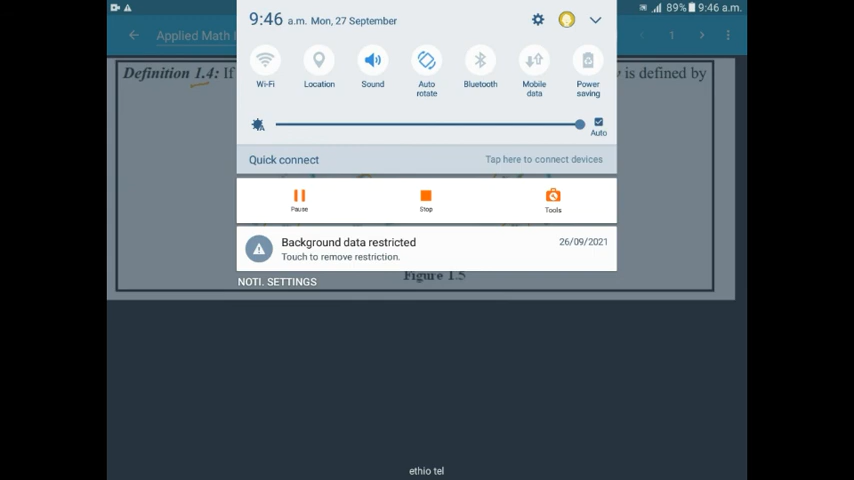 9:46 a.m. Mon, 27 September
89% 9:46 a.m.
Applied Math
1
Definition 1.4: If
is defined by
Wi-Fi
Location
Sound
Auto rotate
Bluetooth
Mobile data
Power saving
A
Auto
Quick connect
Tap here to connect devices
Pause
Stop
Tools
Background data restricted
26/09/2021
Touch to remove restriction.
Figure 1.5
NOTI. SETTINGS
ethio tel